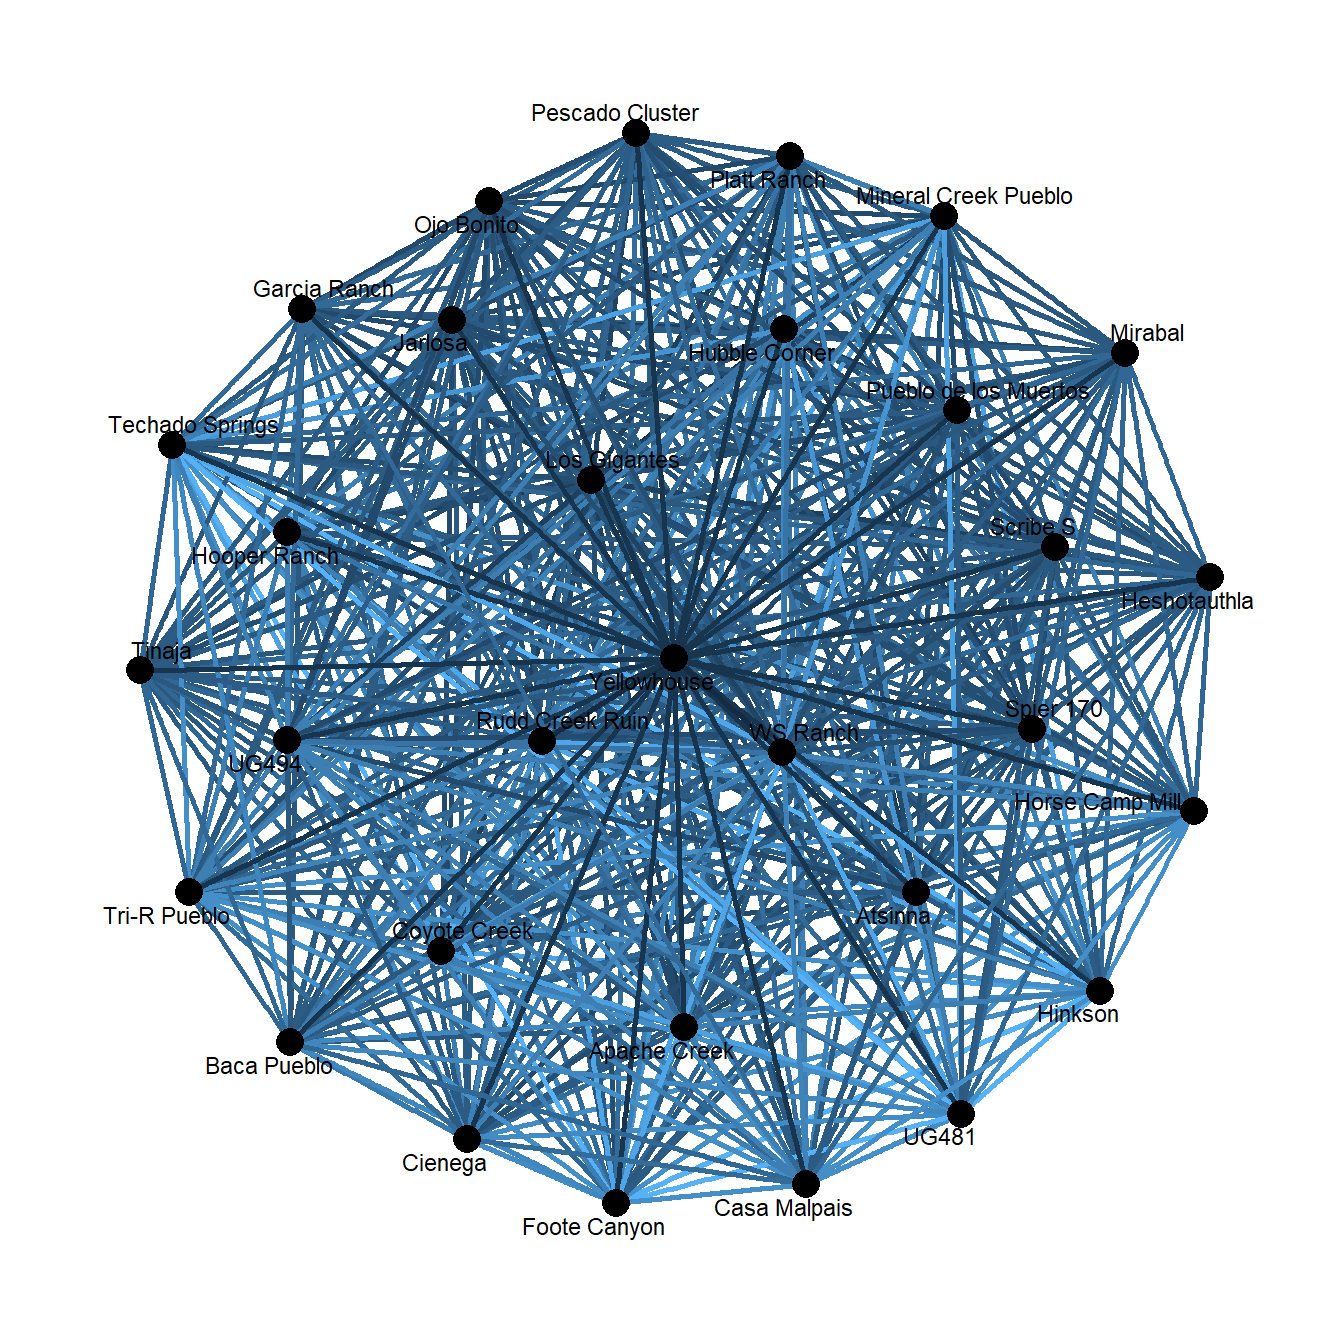 Pescado Cluster
Platt Ranch
Mineral Creek Pueblo
Ojo Bonito
Garcia Ranch
Jarlosa
Hubble Corner
Mirabal
Pueblo de los Muertos
Techado Springs
Los Gigantes
Scribe S
Hooper Ranch
Heshotauthla
Tinaja
Yellowhouse
Spier 170
Rudd Creek Ruin
WS Ranch
UG494
Horse Camp Mill
Tri-R Pueblo
Atsinna
Coyote Creek
Hinkson
Apache Creek
Baca Pueblo
UG481
Cienega
Casa Malpais
Foote Canyon